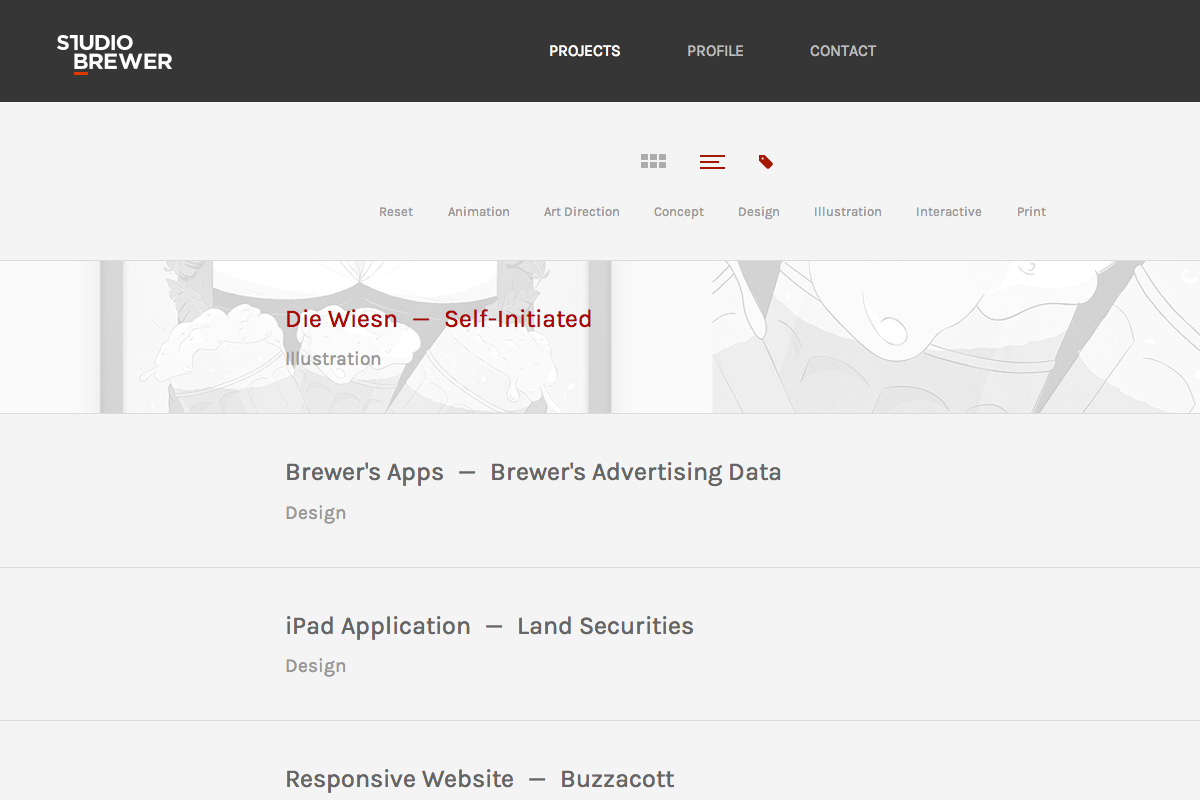 STUDIO
BREWER
PROJECTS PROFILE CONTACT
Reset Animation Art Direction Concept Design Illustration Interactive Print
Die Wiesn — Self-Initiated
Illustration
Brewer's Apps — Brewer's Advertising Data
Design
iPad Application — Land Securities
Design
Responsive Website — Buzzacott